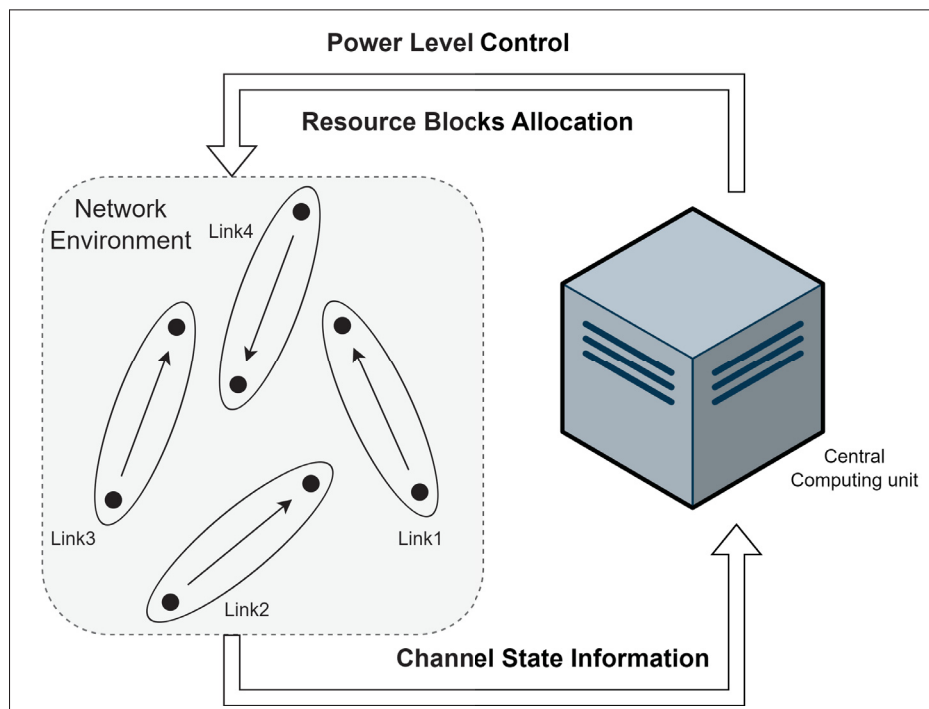 Power Level Control
Resource Blocks Allocation
Network
Environment
Link4
Link3
Link1
Link2
Central
Computing unit
Channel State Information